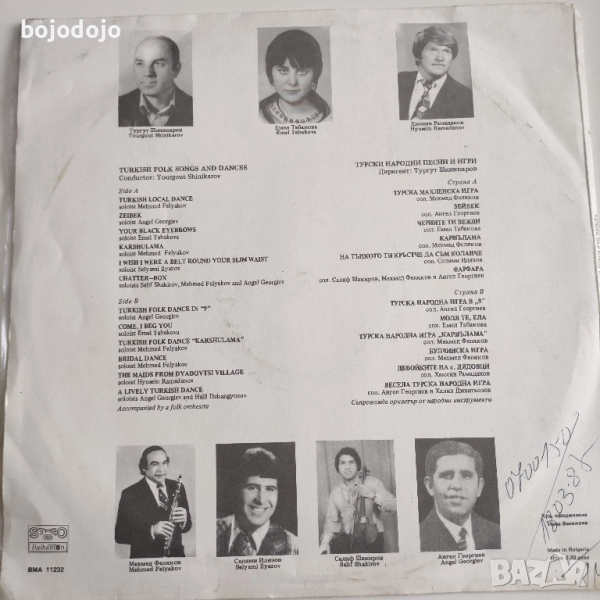 bojodojo
Тургут Шиникаров
Tourgous Shinikarov
Емел Табакова
Emel Tabakova
Хюсеин Рамаданов
Hyusein Ramadanov
TURKISH FOLK SONGS AND DANCES
Conductor: Tourgous Shinikarov
Side A
TURKISH LOCAL DANCE
soloist Mehmed Felyakov
ZEIBEK
soloist Angel Georgiev
YOUR BLACK EYEBROWS
soloist Emel Tabakova
KARSHULAMA
soloist Mehmed Felyakov
I WISH I WERE A BELT ROUND YOUR SLIM WAIST
soloist Selyami Ilyazov
CHATTER-BOX
soloists Salif Shakirov, Mehmed Felyakov and Angel Georgiev
Side B
TURKISH FOLK DANCE IN "9"
soloist Angel Georgiev
COME, I BEG YOU
soloist Emel Tabakova
TURKISH FOLK DANCE "KARSHULAMA"
soloist Mehmed Felyakov
BRIDAL DANCE
soloist Mehmed Felyakov
THE MAIDS FROM DYADOVTSI VILLAGE
soloist Hyusein Ramadanov
A LIVELY TURKISH DANCE
soloists Angel Georgiev and Halil Dzhangyozov
Accompanied by a folk orchestra
ТУРСКИ НАРОДНИ ПЕСНИ И ИГРИ
Диригент: Тургут Шиникаров
Страна А
ТУРСКА МАХЛЕНСКА ИГРА
сол. Мехмед Феляков
ЗЕЙБЕК
сол. Ангел Георгиев
ЧЕРНИТЕ ТИ ВЕЖДИ
сол. Емел Табакова
КАРШЪЛАМА
сол. Мехмед Феляков
НА ТЪНКОТО ТИ КРЪСТЧЕ ДА СЪМ КОЛАНЧЕ
сол.Селями Илязов
ФАРФАРА
сол. Салиф Шакиров, Мехмед Феляков и Ангел Георгиев
Страна В
ТУРСКА НАРОДНА ИГРА В „9"
сол. Ангел Георгиев
МОЛЯ ТЕ, ЕЛА
сол. Емел Табакова
ТУРСКА НАРОДНА ИГРА „КАРШЪЛАМА"
сол. Мехмед Феляков
БУЛЧИНСКА ИГРА
сол. Мехмед Феляков
ДЕВОЙКИТЕ НА с. ДЯДОВЦИ
сол. Хюсеин Рамаданов
ВЕСЕЛА ТУРСКА НАРОДНА ИГРА
сол. Ангел Георгиев и Халил Джангьозов
Съпровожда оркестър от народни инструменти
0700150
STEREO
Balkanton
BMA 11232
Мехмед Феляков
Mehmed Felyakov
Селями Илязов
Selyami Ilyazov
Салиф Шакиров
Salif Shakirov
Ангел Георгиев
Angel Georgiev
Made in Bulgaria
BAZAR